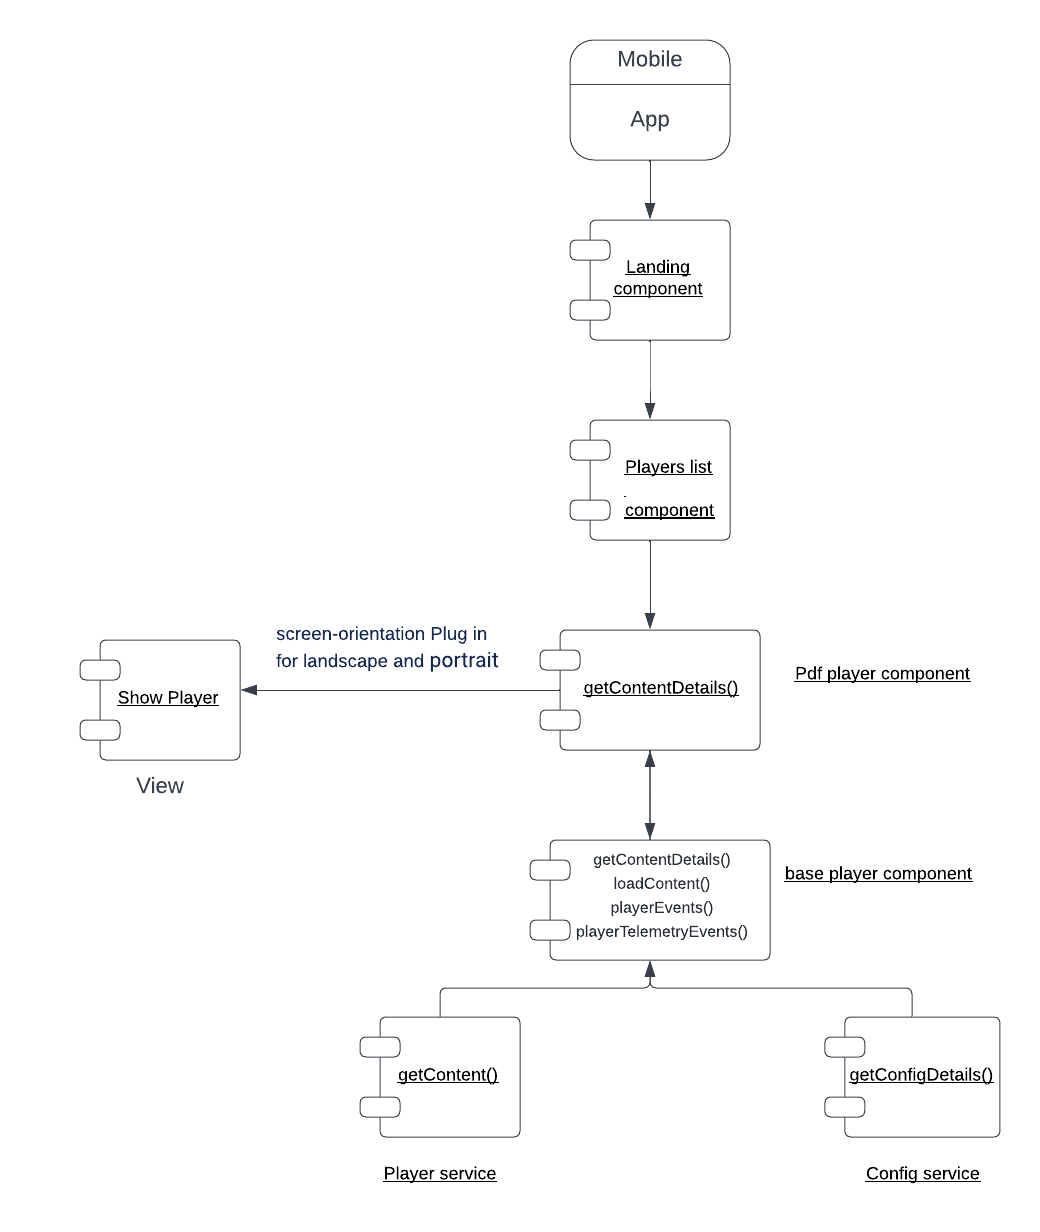 Mobile
App
Landing
component
Players list
.
component
screen-orientation Plug in
for landscape and portrait
Show Player
View
getContentDetails()
Pdf player component
getContentDetails()
loadContent()
playerEvents()
playerTelemetryEvents()
base player component
getContent()
getConfigDetails()
Player service
Config service